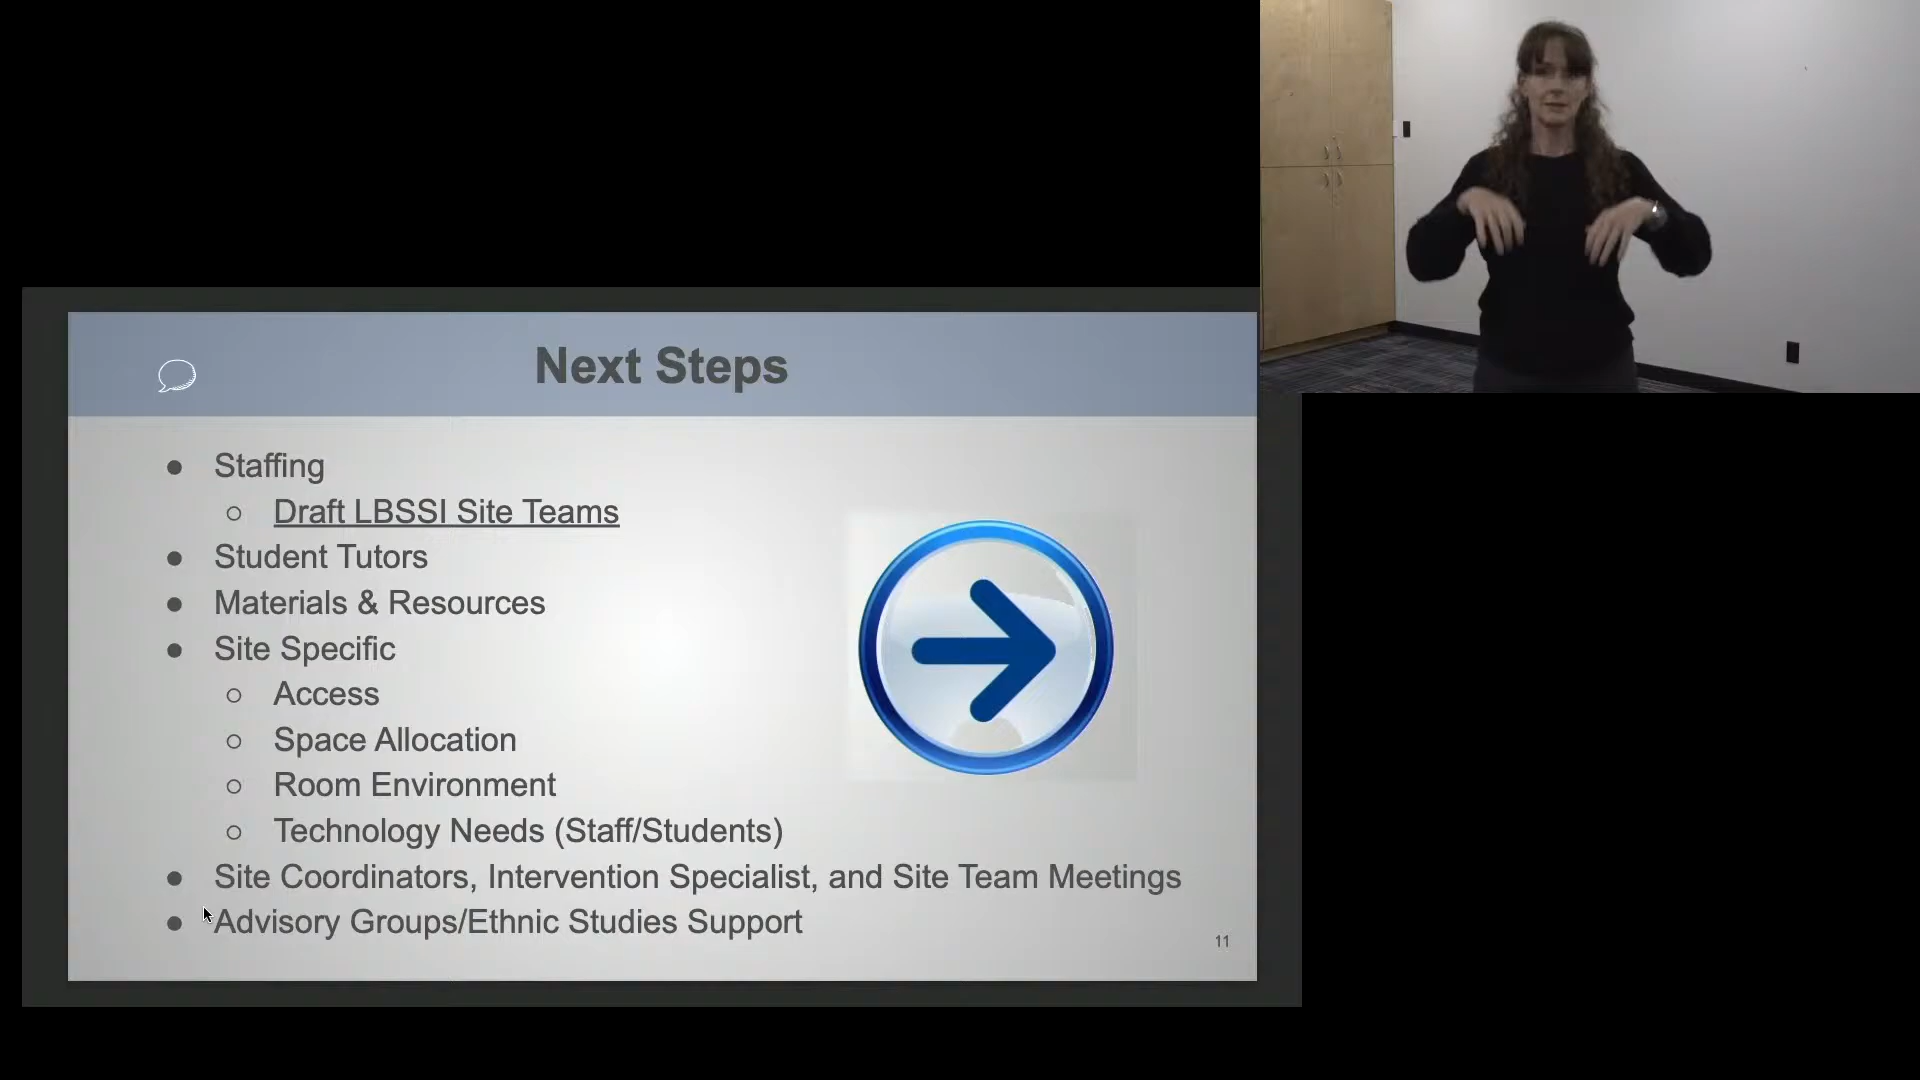 Next Steps
● Staffing
○ Draft LBSSI Site Teams
● Student Tutors
● Materials & Resources
● Site Specific
○ Access
○ Space Allocation
○ Room Environment
○ Technology Needs (Staff/Students)
● Site Coordinators, Intervention Specialist, and Site Team Meetings
● Advisory Groups/Ethnic Studies Support
11